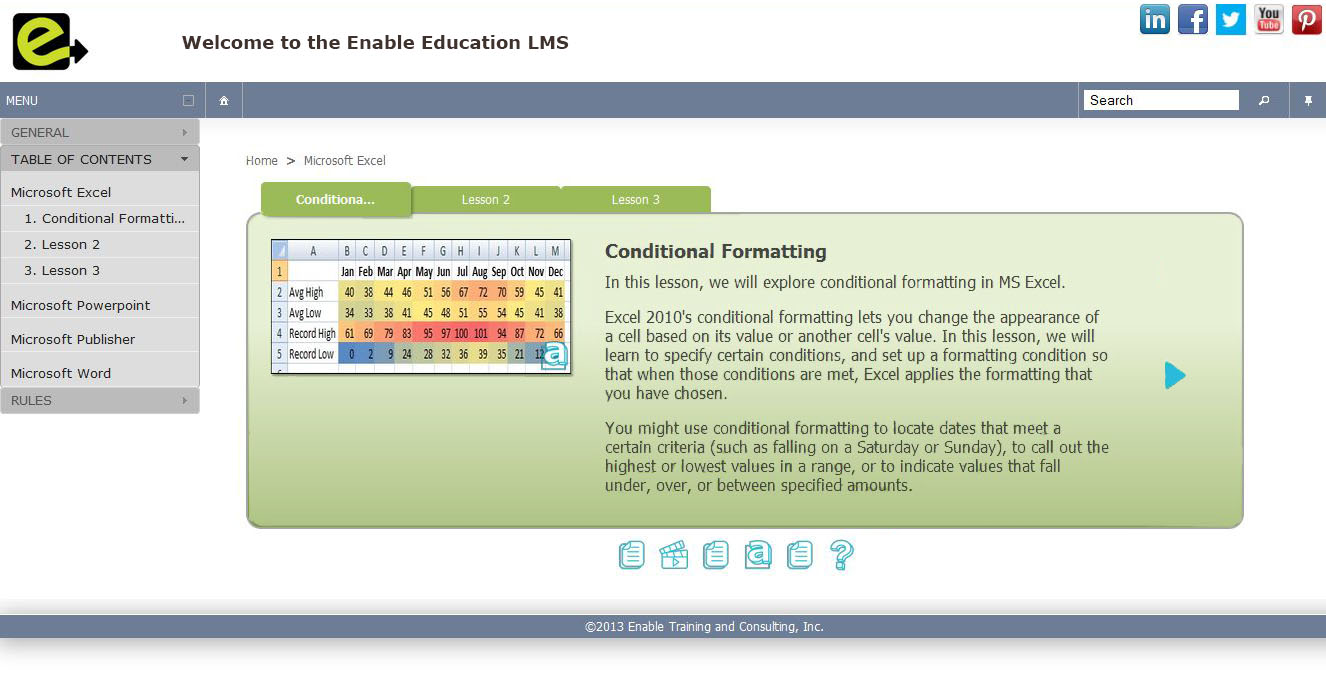 Welcome to the Enable Education LMS
in f You Tube
MENU
Search
GENERAL
TABLE OF CONTENTS
Microsoft Excel
1. Conditional Formatti...
2. Lesson 2
3. Lesson 3
Microsoft Powerpoint
Microsoft Publisher
Microsoft Word
RULES
Home > Microsoft Excel
Conditiona... Lesson 2 Lesson 3
A B C D E F G H I J K L M
1 Jan Feb Mar Apr May Jun Jul Aug Sep Oct Nov Dec
2 Avg High 40 38 44 46 51 56 67 72 70 59 45 41
3 Avg Low 34 33 38 41 45 48 51 55 54 45 41 38
4 Record High 61 69 79 83 95 97 100 101 94 87 72 66
5 Record Low 0 2 9 24 28 32 36 39 35 21 12
a
Conditional Formatting
In this lesson, we will explore conditional formatting in MS Excel.
Excel 2010's conditional formatting lets you change the appearance of
a cell based on its value or another cell's value. In this lesson, we will
learn to specify certain conditions, and set up a formatting condition so
that when those conditions are met, Excel applies the formatting that
you have chosen.
You might use conditional formatting to locate dates that meet a
certain criteria (such as falling on a Saturday or Sunday), to call out the
highest or lowest values in a range, or to indicate values that fall
under, over, or between specified amounts.
a ?
©2013 Enable Training and Consulting, Inc.